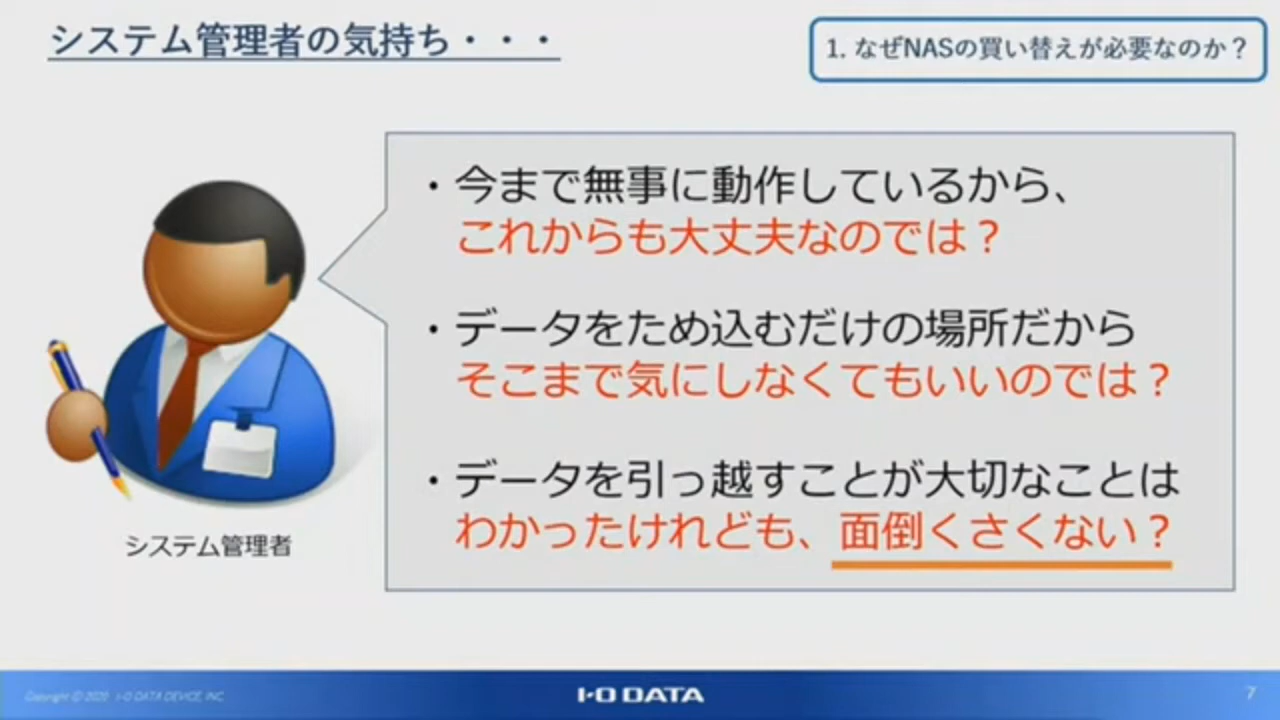 システム管理者の気持ち・・・
1. なぜNASの買い替えが必要なのか？
・今まで無事に動作しているから、
これからも大丈夫なのでは？
・データをため込むだけの場所だから
そこまで気にしなくてもいいのでは？
・データを引っ越すことが大切なことは
わかったけれども、面倒くさくない？
システム管理者
Copyright © 2020 I-O DATA DEVICE, INC.
I-O DATA
7